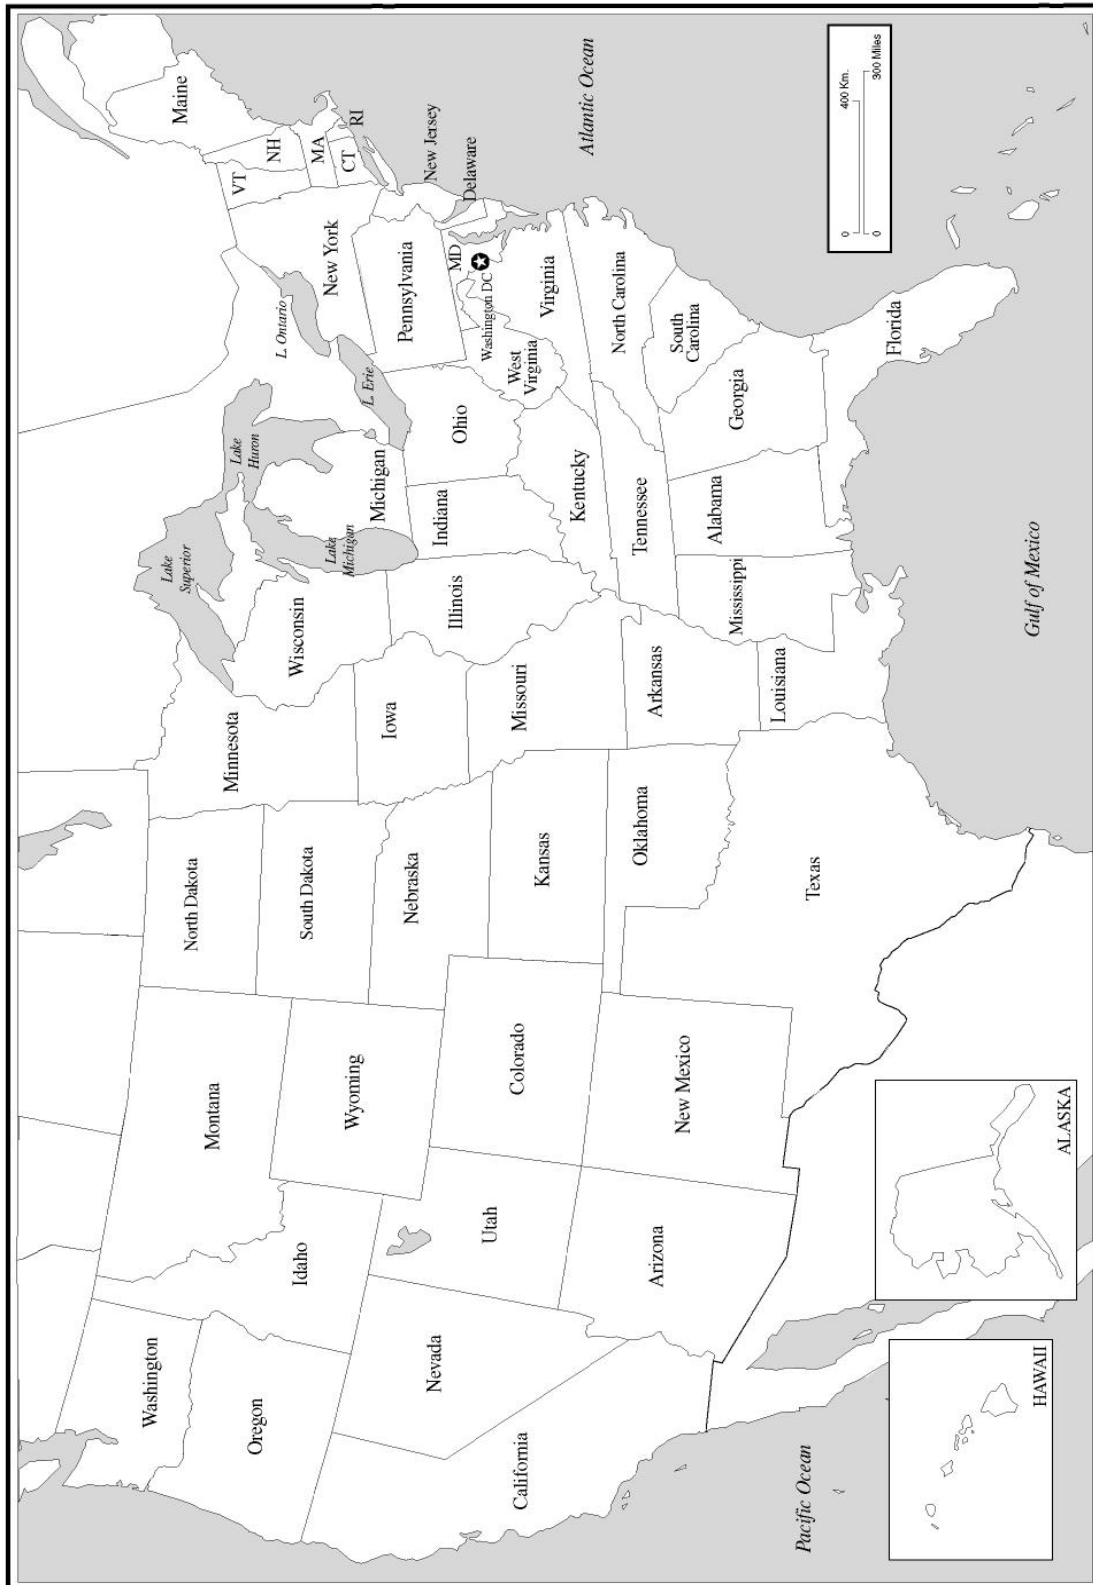 Washington
Oregon
California
Nevada
Idaho
Montana
Wyoming
Utah
Arizona
Colorado
New Mexico
North Dakota
South Dakota
Nebraska
Kansas
Oklahoma
Texas
Minnesota
Iowa
Missouri
Arkansas
Louisiana
Wisconsin
Illinois
Mississippi
Michigan
Indiana
Kentucky
Tennessee
Alabama
Ohio
West
Virginia
Georgia
Florida
South
Carolina
North Carolina
Virginia
Washington DC
MD
Delaware
New Jersey
Pennsylvania
New York
VT
NH
MA
CT
RI
Maine
Lake
Superior
Lake
Michigan
Lake
Huron
L. Erie
L. Ontario
Atlantic Ocean
Gulf of Mexico
Pacific Ocean
ALASKA
HAWAII
0
400 Km.
0
300 Miles